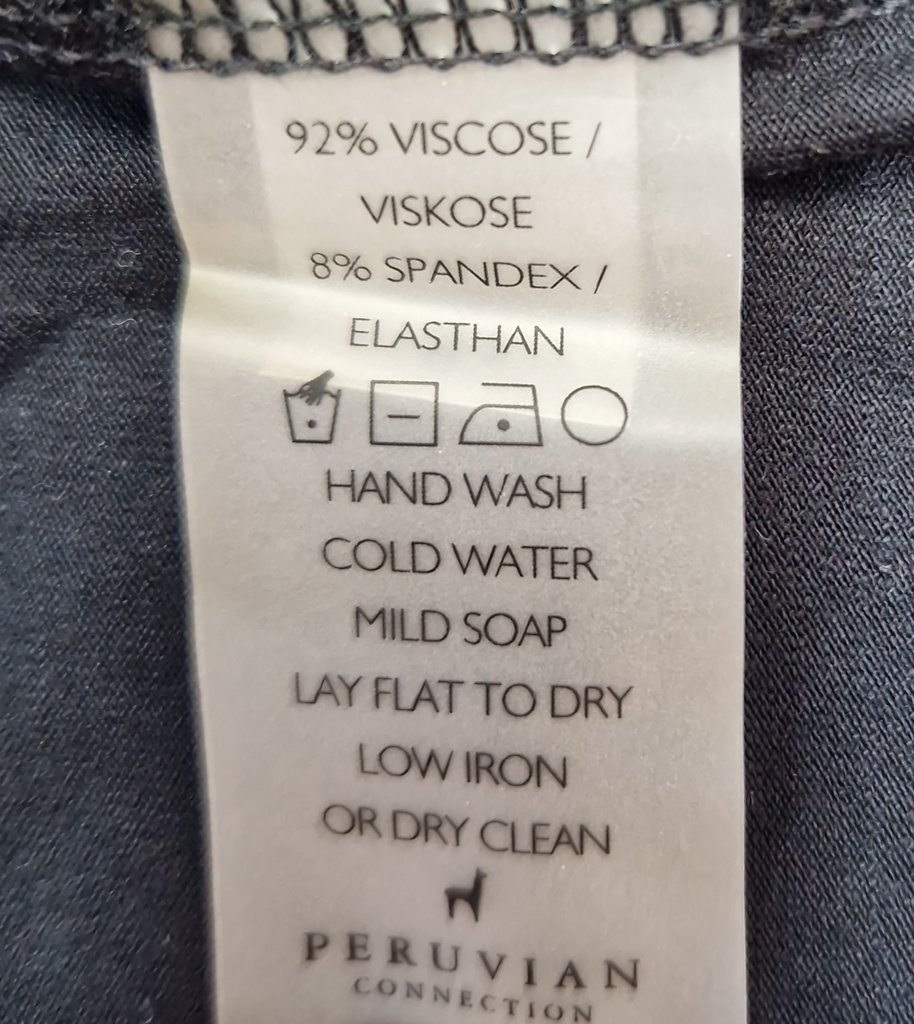 92% VISCOSE /
VISKOSE
8% SPANDEX /
ELASTHAN
HAND WASH
COLD WATER
MILD SOAP
LAY FLAT TO DRY
LOW IRON
OR DRY CLEAN
PERUVIAN
CONNECTION